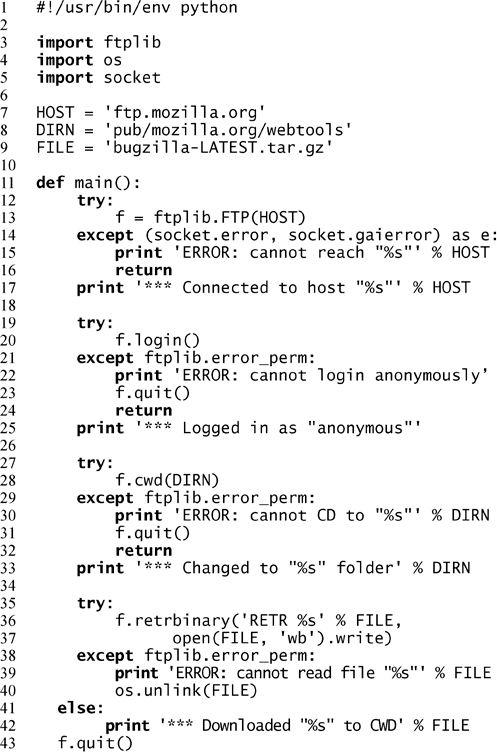 1 #!/usr/bin/env python
2
3 import ftplib
4 import os
5 import socket
6
7 HOST = 'ftp.mozilla.org'
8 DIRN = 'pub/mozilla.org/webtools'
9 FILE = 'bugzilla-LATEST.tar.gz'
10
11 def main():
12     try:
13         f = ftplib.FTP(HOST)
14     except (socket.error, socket.gaierror) as e:
15         print 'ERROR: cannot reach "%s"' % HOST
16         return
17     print '*** Connected to host "%s"' % HOST
18
19     try:
20         f.login()
21     except ftplib.error_perm:
22         print 'ERROR: cannot login anonymously’
23         f.quit()
24         return
25     print '*** Logged in as "anonymous"'
26
27     try:
28         f.cwd(DIRN)
29     except ftplib.error_perm:
30         print 'ERROR: cannot CD to "%s"' % DIRN
31         f.quit()
32         return
33     print '*** Changed to "%s" folder' % DIRN
34
35     try:
36         f.retrbinary('RETR %s' % FILE,
37             open(FILE, 'wb').write)
38     except ftplib.error_perm:
39         print 'ERROR: cannot read file "%s"' % FILE
40         os.unlink(FILE)
41   else:
42        print '*** Downloaded "%s" to CWD' % FILE
43   f.quit()